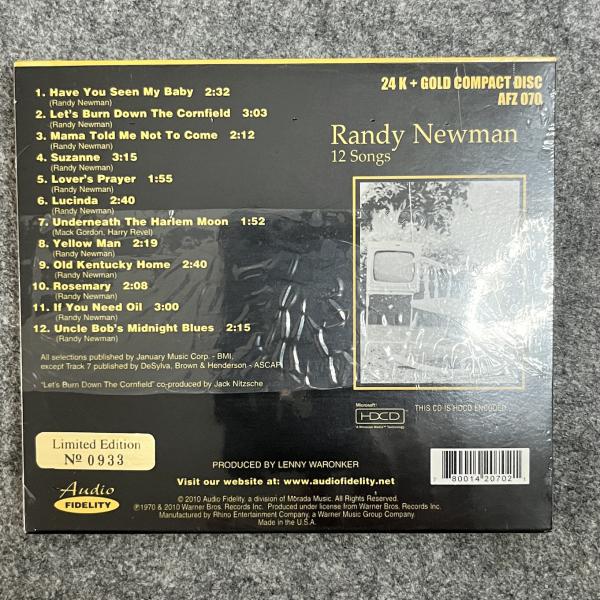 24 K + GOLD COMPACT DISC
AFZ 070
Randy Newman
12 Songs
1. Have You Seen My Baby 2:32
(Randy Newman)
2. Let's Burn Down The Cornfield 3:03
(Randy Newman)
3. Mama Told Me Not To Come 2:12
(Randy Newman)
4. Suzanne 3:15
(Randy Newman)
5. Lover's Prayer 1:55
(Randy Newman)
6. Lucinda 2:40
(Randy Newman)
7. Underneath The Harlem Moon 1:52
(Mack Gordon, Harry Revel)
8. Yellow Man 2:19
(Randy Newman)
9. Old Kentucky Home 2:40
(Randy Newman)
10. Rosemary 2:08
(Randy Newman)
11. If You Need Oil 3:00
(Randy Newman)
12. Uncle Bob's Midnight Blues 2:15
(Randy Newman)
All selections published by January Music Corp. - BMI,
except Track 7 published by DeSylva, Brown & Henderson - ASCAP
"Let's Burn Down The Cornfield" co-produced by Jack Nitzsche
Microsoft
HDCD
A Microsoft Technology
THIS CD IS HDCD ENCODED
Limited Edition
Nº 0933
PRODUCED BY LENNY WARONKER
Visit our website at: www.audiofidelity.net
Audio
FIDELITY
© 2010 Audio Fidelity, a division of Morada Music. All Rights Reserved.
℗1970 & 2010 Warner Bros. Records Inc. Produced under license from Warner Bros. Records Inc.
Manufactured by Rhino Entertainment Company, a Warner Music Group Company.
Made in the U.S.A.
80014 20702